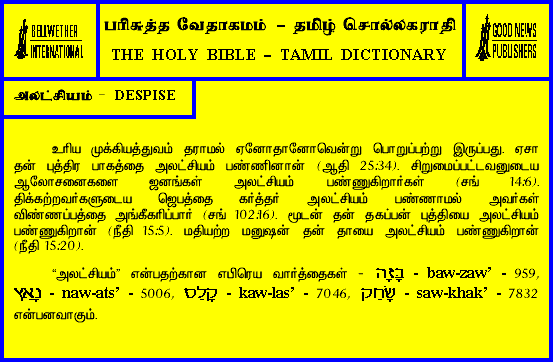 BELLWETHER
INTERNATIONAL
பரிசுத்த வேதாகமம் – தமிழ் சொல்லகராதி
THE HOLY BIBLE – TAMIL DICTIONARY
GOOD NEWS
PUBLISHERS
அலட்சியம் – DESPISE
உரிய முக்கியத்துவம் தராமல் ஏனோதானோவென்று பொறுப்பற்று இருப்பது. ஏசா
தன் புத்திர பாகத்தை அலட்சியம் பண்ணினான் (ஆதி 25:34). சிறுமைப்பட்டவனுடைய
ஆலோசனைகளை ஜனங்கள் அலட்சியம் பண்ணுகிறார்கள் (சங் 14:6).
திக்கற்றவர்களுடைய ஜெபத்தை கர்த்தர் அலட்சியம் பண்ணாமல் அவர்கள்
விண்ணப்பத்தை அங்கீகரிப்பார் (சங் 102:16). மூடன் தன் தகப்பன் புத்தியை அலட்சியம்
பண்ணுகிறான் (நீதி 15:5). மதியற்ற மனுஷன் தன் தாயை அலட்சியம் பண்ணுகிறான்
(நீதி 15:20).
“அலட்சியம்” என்பதற்கான எபிரெய வார்த்தைகள் - בָּזָה - baw-zaw’ - 959,
נָאַץ - naw-ats’ - 5006, קָלַס - kaw-las’ - 7046, שָׂחַק - saw-khak’ - 7832
என்பனவாகும்.